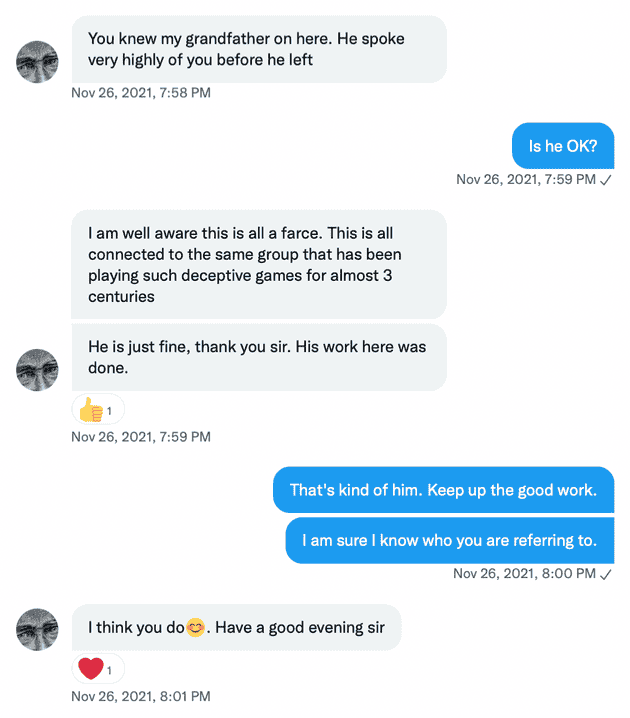 You knew my grandfather on here. He spoke
very highly of you before he left
Nov 26, 2021, 7:58 PM
Is he OK?
Nov 26, 2021, 7:59 PM ✓
I am well aware this is all a farce. This is all
connected to the same group that has been
playing such deceptive games for almost 3
centuries
He is just fine, thank you sir. His work here was
done.
👍 1
Nov 26, 2021, 7:59 PM
That's kind of him. Keep up the good work.
I am sure I know who you are referring to.
Nov 26, 2021, 8:00 PM ✓
I think you do😊. Have a good evening sir
❤️ 1
Nov 26, 2021, 8:01 PM